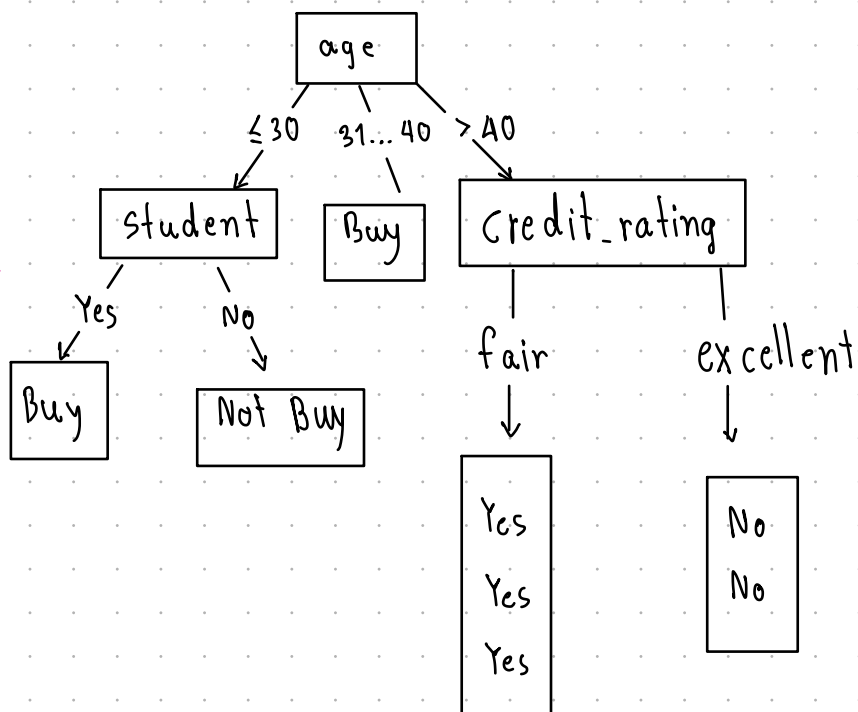 age
≤30 31...40 >40
student
Buy
credit_rating
Yes No
fair excellent
Buy
Not Buy
Yes
Yes
Yes
No
No